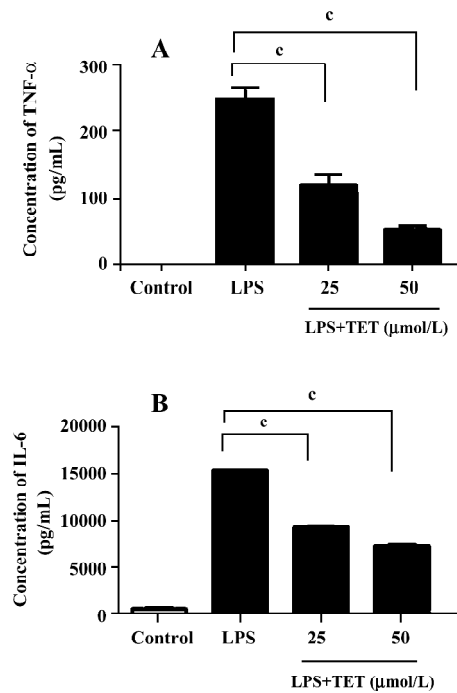 c
A
c
Concentration of TNF-α
(pg/mL)
300
200
100
0
Control LPS 25 50
LPS+TET (μmol/L)
B
c
c
Concentration of IL-6
(pg/mL)
20000
15000
10000
5000
0
Control LPS 25 50
LPS+TET (μmol/L)